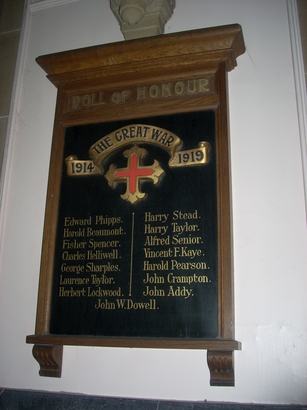 ROLL OF HONOUR
THE GREAT WAR
1914 1919
Edward Phipps.
Harold Beaumont.
Fisher Spencer.
Charles Helliwell.
George Sharples.
Laurence Taylor.
Herbert Lockwood.
Harry Stead.
Harry Taylor.
Alfred Senior.
Vincent F. Kaye.
Harold Pearson.
John Crampton.
John Addy.
John W. Dowell.